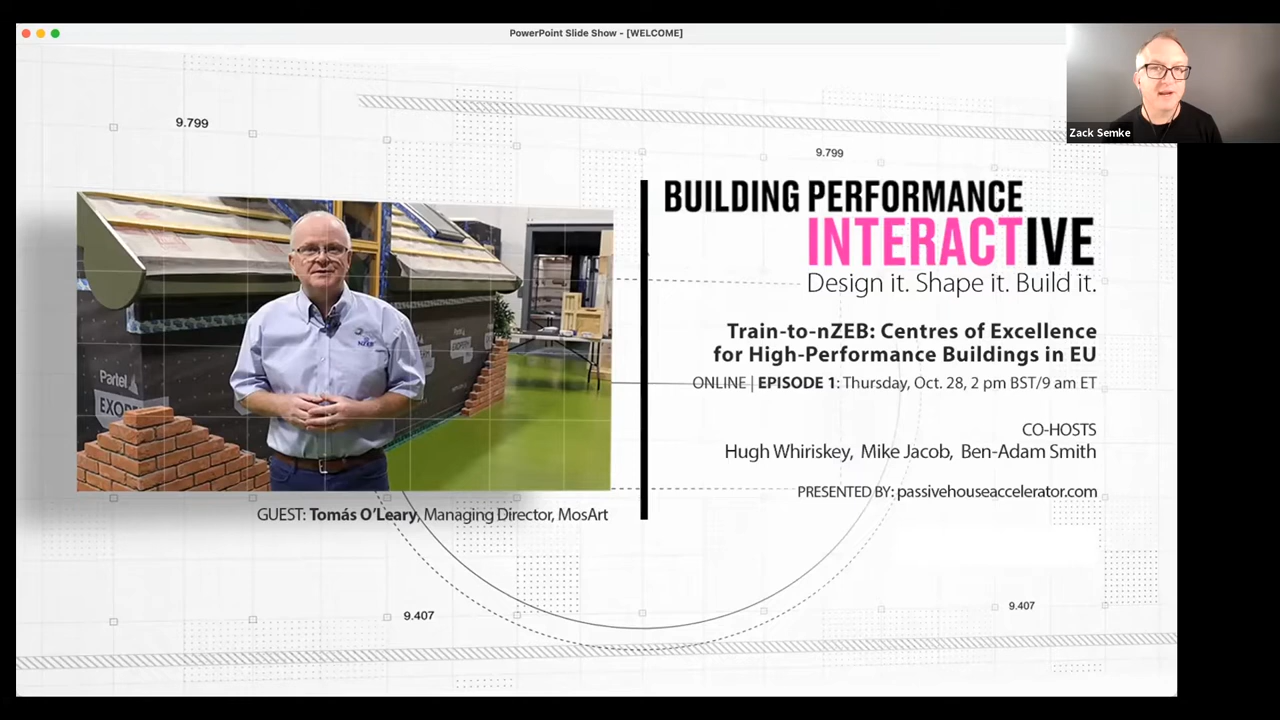 PowerPoint Slide Show - [WELCOME]
Zack Semke
9.799
9.799
BUILDING PERFORMANCE
INTERACTIVE
Design it. Shape it. Build it.
Train-to-nZEB: Centres of Excellence
for High-Performance Buildings in EU
ONLINE | EPISODE 1: Thursday, Oct. 28, 2 pm BST/9 am ET
CO-HOSTS
Hugh Whiriskey, Mike Jacob, Ben-Adam Smith
PRESENTED BY: passivehouseaccelerator.com
Partel
EXOPERM
nZEB
GUEST: Tomás O'Leary, Managing Director, MosArt
9.407
9.407